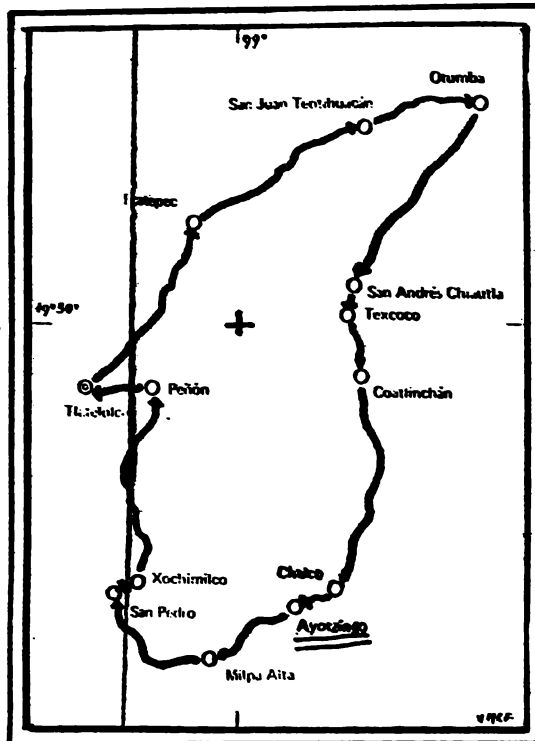 99°
Otumba
San Juan Teotihuacán
San Andrés Chiautla
Texcoco
Peñón
Coatlinchán
Xochimilco
Chalco
San Pedro
Ayotzingo
Milpa Alta